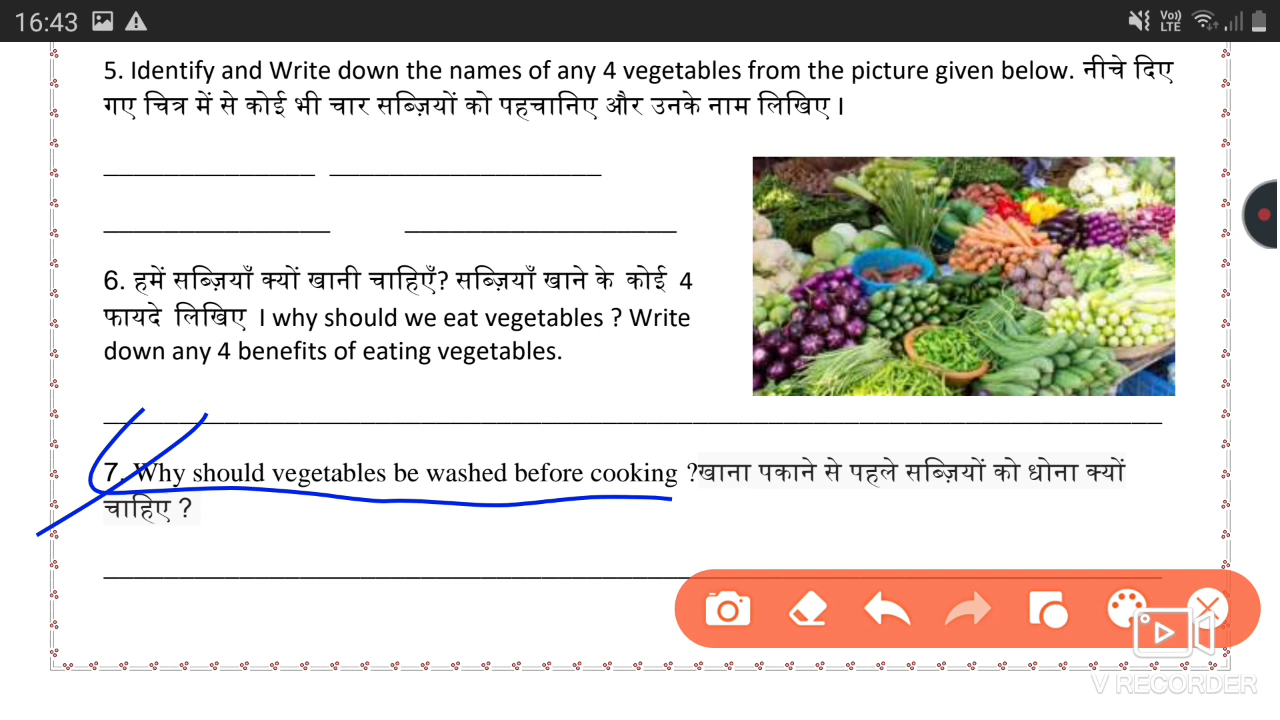 16:43
Vo)) LTE
5. Identify and Write down the names of any 4 vegetables from the picture given below. नीचे दिए
गए चित्र में से कोई भी चार सब्ज़ियों को पहचानिए और उनके नाम लिखिए I
6. हमें सब्ज़ियाँ क्यों खानी चाहिएँ? सब्ज़ियाँ खाने के कोई 4
फायदे लिखिए I why should we eat vegetables ? Write
down any 4 benefits of eating vegetables.
7. Why should vegetables be washed before cooking ?खाना पकाने से पहले सब्ज़ियों को धोना क्यों
चाहिए ?
V RECORDER